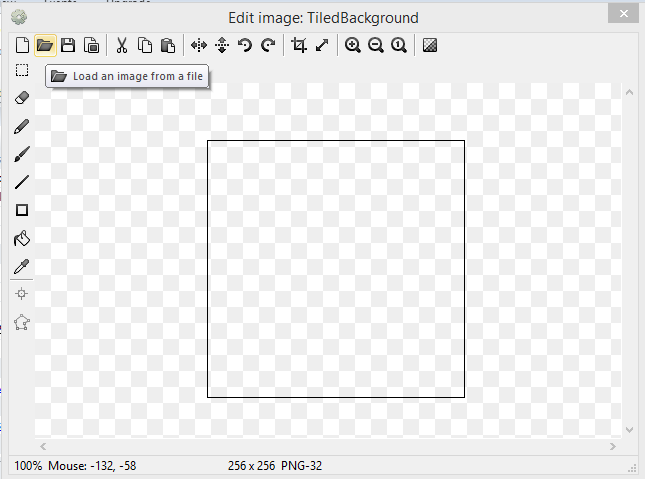 Edit image: TiledBackground
Load an image from a file
100% Mouse: -132, -58 256 x 256 PNG-32